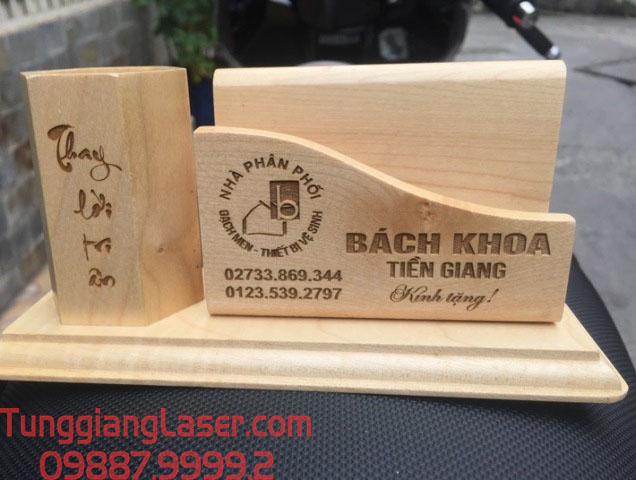 Thay
lời
tri
ân
NHÀ PHÂN PHỐI
b
GẠCH MEN - THIẾT BỊ VỆ SINH
02733.869.344
0123.539.2797
BÁCH KHOA
TIỀN GIANG
Kính tặng!
TunggiangLaser.com
09887.9999.2